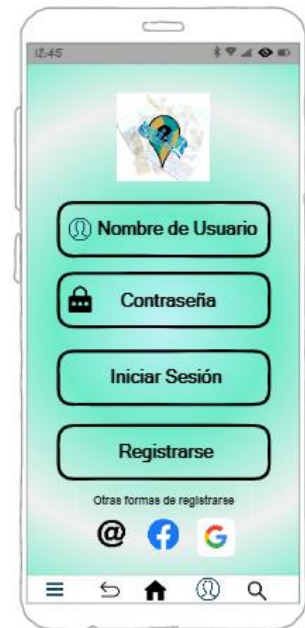 12:45
Nombre de Usuario
Contraseña
Iniciar Sesión
Registrarse
Otras formas de registrarse
@
G